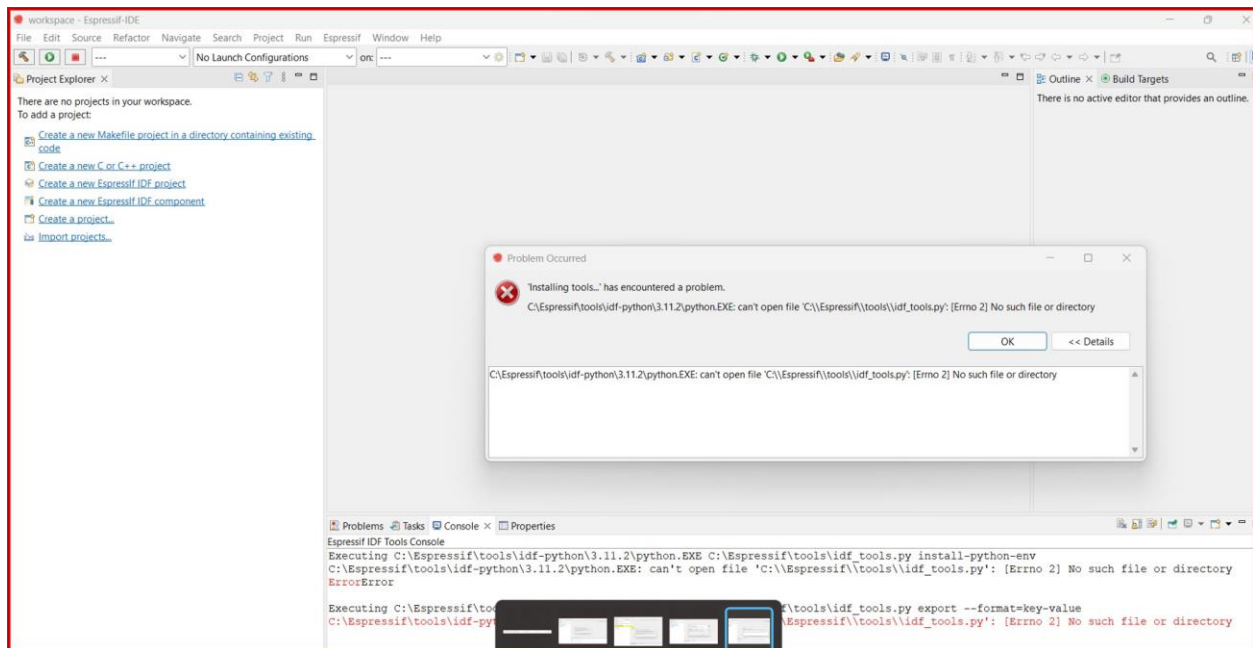 workspace - Espressif-IDE
File Edit Source Refactor Navigate Search Project Run Espressif Window Help
--- No Launch Configurations on: ---
Project Explorer
Outline Build Targets
There are no projects in your workspace.
To add a project:
There is no active editor that provides an outline.
Create a new Makefile project in a directory containing existing
code
Create a new C or C++ project
Create a new Espressif IDF project
Create a new Espressif IDF component
Create a project...
Import projects...
Problem Occurred
'Installing tools...' has encountered a problem.
C:\Espressif\tools\idf-python\3.11.2\python.EXE: can't open file 'C:\\Espressif\\tools\\idf_tools.py': [Errno 2] No such file or directory
OK << Details
C:\Espressif\tools\idf-python\3.11.2\python.EXE: can't open file 'C:\\Espressif\\tools\\idf_tools.py': [Errno 2] No such file or directory
Problems Tasks Console Properties
Espressif IDF Tools Console
Executing C:\Espressif\tools\idf-python\3.11.2\python.EXE C:\Espressif\tools\idf_tools.py install-python-env
C:\Espressif\tools\idf-python\3.11.2\python.EXE: can't open file 'C:\\Espressif\\tools\\idf_tools.py': [Errno 2] No such file or directory
ErrorError
Executing C:\Espressif\to f\tools\idf_tools.py export --format=key-value
C:\Espressif\tools\idf-pyt \Espressif\\tools\\idf_tools.py': [Errno 2] No such file or directory